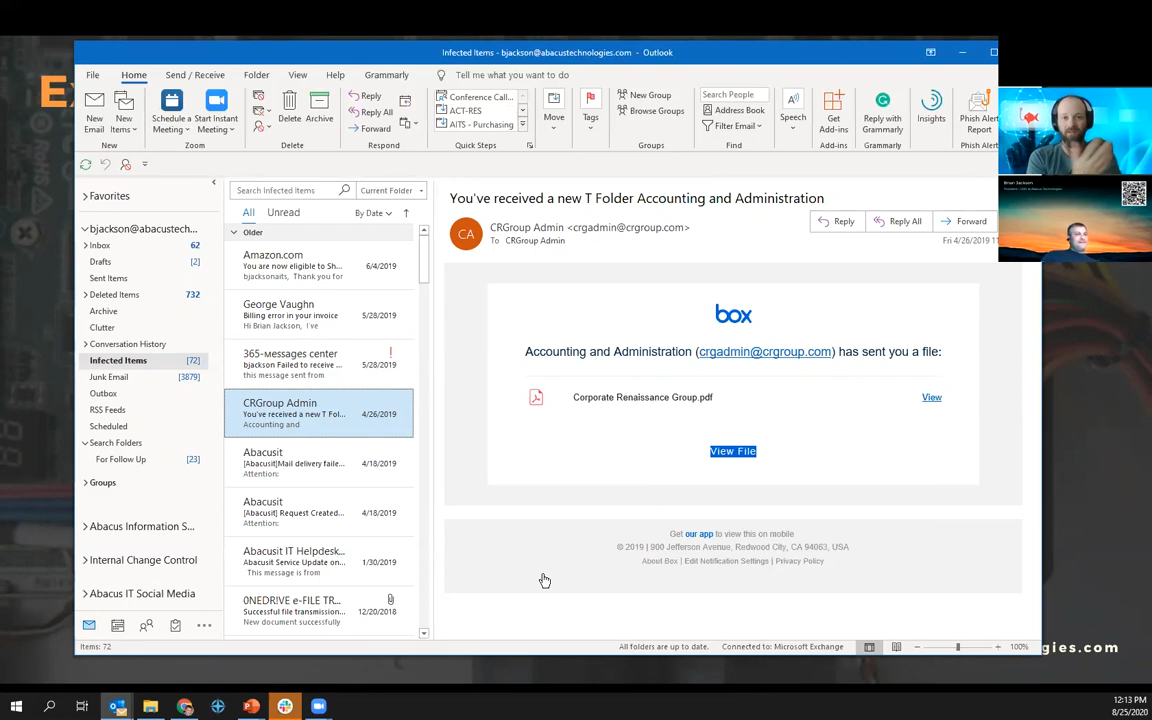 Ex
Infected Items - bjackson@abacustechnologies.com - Outlook
File Home Send / Receive Folder View Help Grammarly Tell me what you want to do
New Email
New Items
New
Schedule a Meeting
Start Instant Meeting
Zoom
Delete
Archive
Delete
Reply
Reply All
Forward
Respond
Conference Call...
ACT-RES
AITS - Purchasing
Quick Steps
Move
Tags
New Group
Browse Groups
Groups
Search People
Address Book
Filter Email
Find
Speech
Get Add-ins
Add-ins
Reply with Grammarly
Grammarly
Insights
Phish Alert Report
Phish Alert
Brian Jackson
Favorites
bjackson@abacustech...
Inbox 62
Drafts [2]
Sent Items
Deleted Items 732
Archive
Clutter
Conversation History
Infected Items [72]
Junk Email [3879]
Outbox
RSS Feeds
Scheduled
Search Folders
For Follow Up [23]
Groups
Abacus Information S...
Internal Change Control
Abacus IT Social Media
Search Infected Items Current Folder
All Unread By Date
Older
Amazon.com
You are now eligible to Sh... 6/4/2019
bjacksonaits, Thank you for
George Vaughn
Billing error in your invoice 5/28/2019
Hi Brian Jackson, I've
365-мessages center !
bjackson Failed to receive ... 5/28/2019
this message sent from
CRGroup Admin
You've received a new T Fol... 4/26/2019
Accounting and
Abacusit
[Abacusit]Mail delivery faile... 4/18/2019
Attention:
Abacusit
[Abacusit] Request Created... 4/18/2019
Attention:
Abacusit IT Helpdesk...
Abacusit Service Update on... 1/30/2019
This message is from
0NEDR!VE e-FILE TR...
Successful file transmission... 12/20/2018
New document successfully
You've received a new T Folder Accounting and Administration
CA
CRGroup Admin <crgadmin@crgroup.com>
To CRGroup Admin
Reply Reply All Forward
Fri 4/26/2019 11
box
Accounting and Administration (crgadmin@crgroup.com) has sent you a file:
Corporate Renaissance Group.pdf View
View File
Get our app to view this on mobile
© 2019 | 900 Jefferson Avenue, Redwood City, CA 94063, USA
About Box | Edit Notification Settings | Privacy Policy
Items: 72 All folders are up to date. Connected to: Microsoft Exchange 100%
gies.com
12:13 PM
8/25/2020